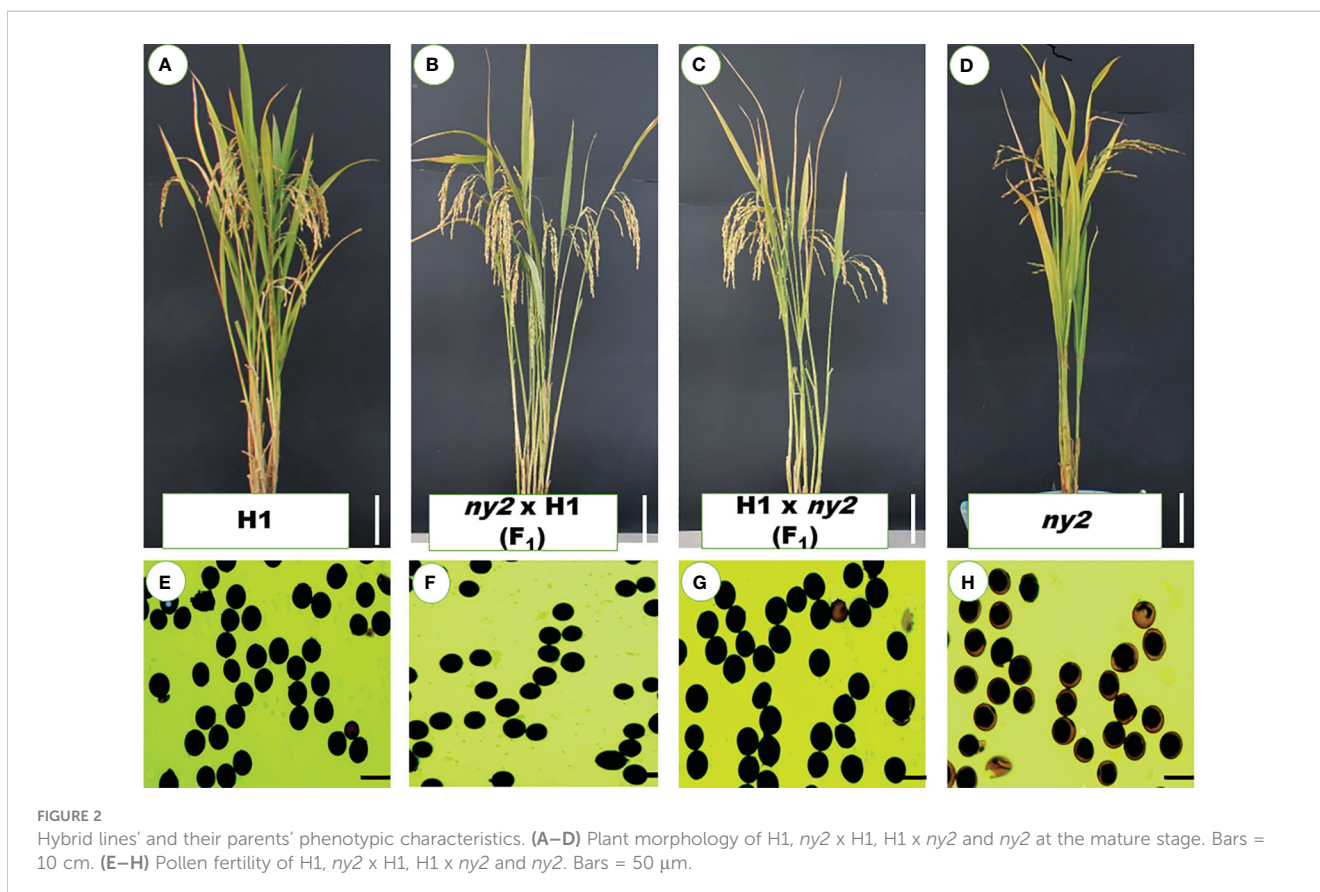 A
B
C
D
H1
ny2 x H1
(F₁)
H1 x ny2
(F₁)
ny2
E
F
G
H
FIGURE 2
Hybrid lines’ and their parents’ phenotypic characteristics. (A–D) Plant morphology of H1, ny2 x H1, H1 x ny2 and ny2 at the mature stage. Bars =
10 cm. (E–H) Pollen fertility of H1, ny2 x H1, H1 x ny2 and ny2. Bars = 50 μm.